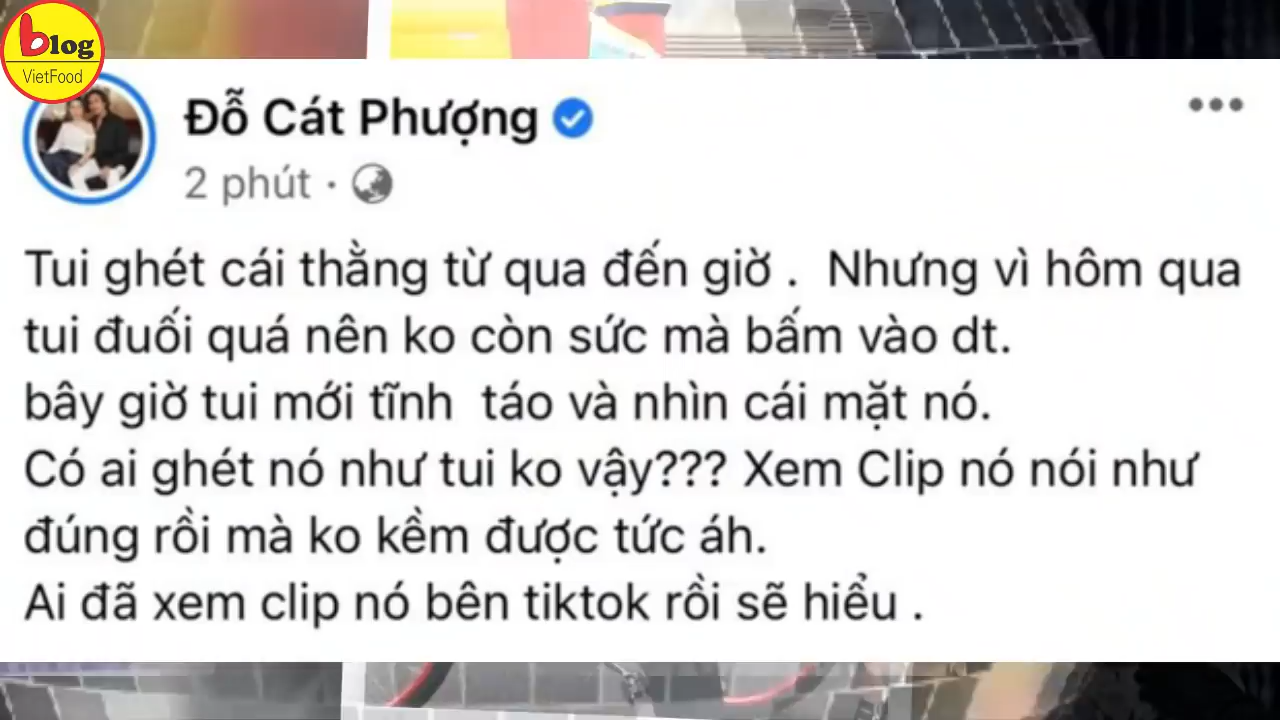 blog
VietFood
Đỗ Cát Phượng
2 phút ·
Tui ghét cái thằng từ qua đến giờ . Nhưng vì hôm qua
tui đuối quá nên ko còn sức mà bấm vào dt.
bây giờ tui mới tĩnh táo và nhìn cái mặt nó.
Có ai ghét nó như tui ko vậy??? Xem Clip nó nói như
đúng rồi mà ko kềm được tức áh.
Ai đã xem clip nó bên tiktok rồi sẽ hiểu .